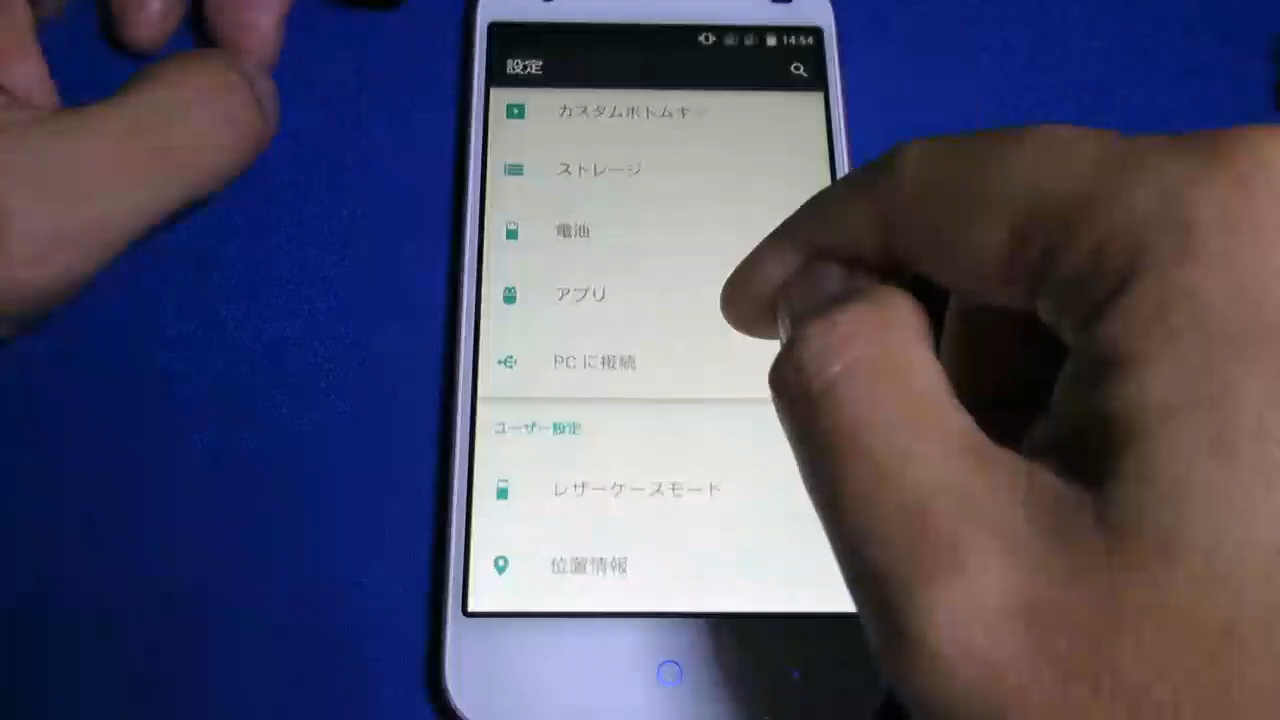 14:54
設定
カスタムボトムキー
ストレージ
電池
アプリ
PC に接続
ユーザー設定
レザーケースモード
位置情報